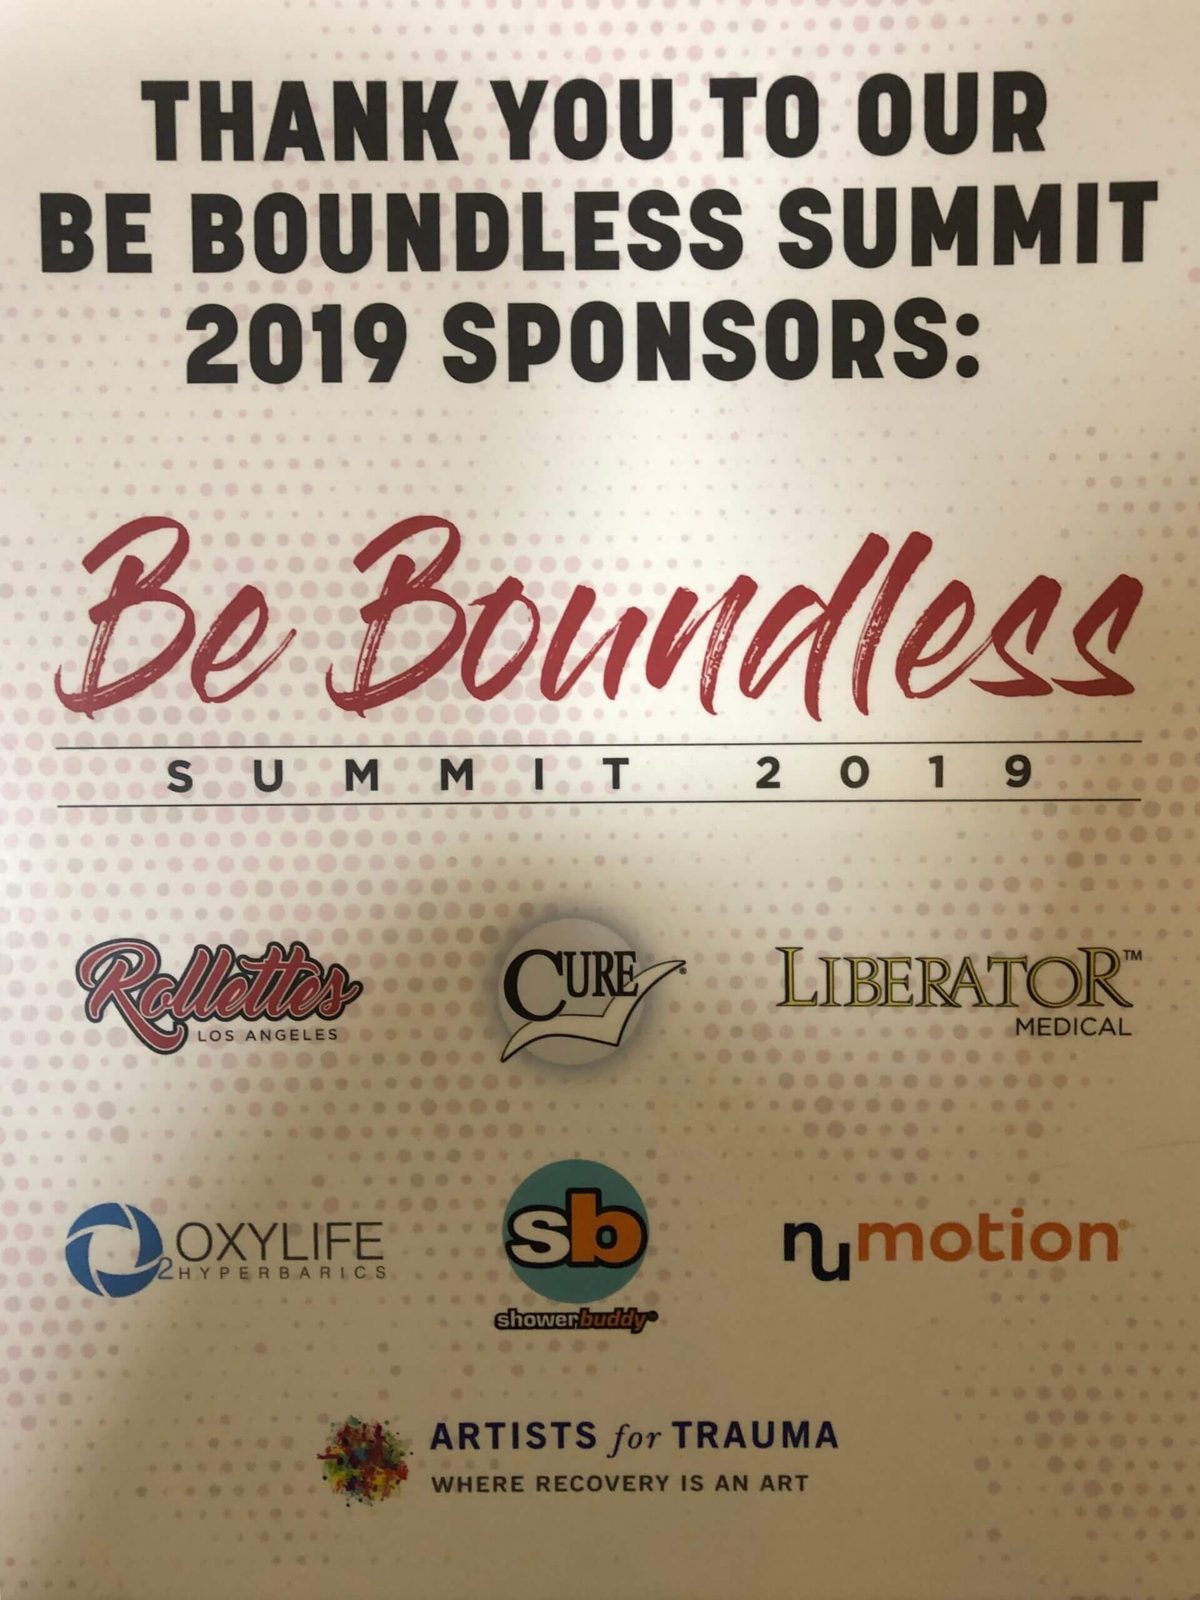 THANK YOU TO OUR
BE BOUNDLESS SUMMIT
2019 SPONSORS:
Be Boundless
SUMMIT 2019
Rollettes
LOS ANGELES
CURE®
LIBERATOR™
MEDICAL
O2 OXYLIFE
HYPERBARICS
sb
showerbuddy®
numotion®
ARTISTS for TRAUMA
WHERE RECOVERY IS AN ART